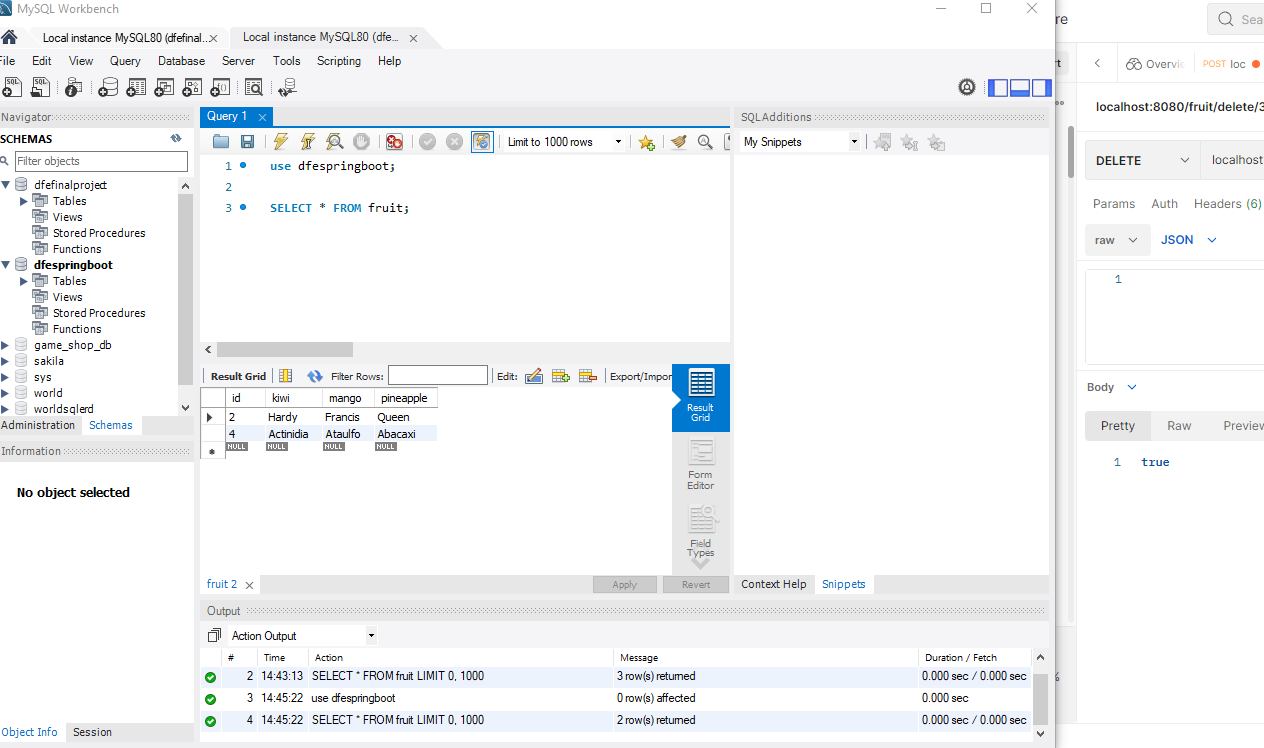 MySQL Workbench
Local instance MySQL80 (dfefinal...
Local instance MySQL80 (dfe...
File Edit View Query Database Server Tools Scripting Help
Navigator
SCHEMAS
Filter objects
dfefinalproject
Tables
Views
Stored Procedures
Functions
dfespringboot
Tables
Views
Stored Procedures
Functions
game_shop_db
sakila
sys
world
worldsqlerd
Administration Schemas
Information
No object selected
Object Info Session
Query 1
Limit to 1000 rows
1 use dfespringboot;
2
3 SELECT * FROM fruit;
Result Grid Filter Rows: Edit: Export/Impor
id kiwi mango pineapple
2 Hardy Francis Queen
4 Actinidia Ataulfo Abacaxi
NULL NULL NULL NULL
Result
Grid
Form
Editor
Field
Types
fruit 2
Apply Revert
SQLAdditions
My Snippets
Context Help Snippets
Output
Action Output
# Time Action Message Duration / Fetch
2 14:43:13 SELECT * FROM fruit LIMIT 0, 1000 3 row(s) returned 0.000 sec / 0.000 sec
3 14:45:22 use dfespringboot 0 row(s) affected 0.000 sec
4 14:45:22 SELECT * FROM fruit LIMIT 0, 1000 2 row(s) returned 0.000 sec / 0.000 sec
re
Sea
rt
Overvi
POST loc
localhost:8080/fruit/delete/3
DELETE localhost
Params Auth Headers (6)
raw JSON
1
Body
Pretty Raw Preview
1 true
%